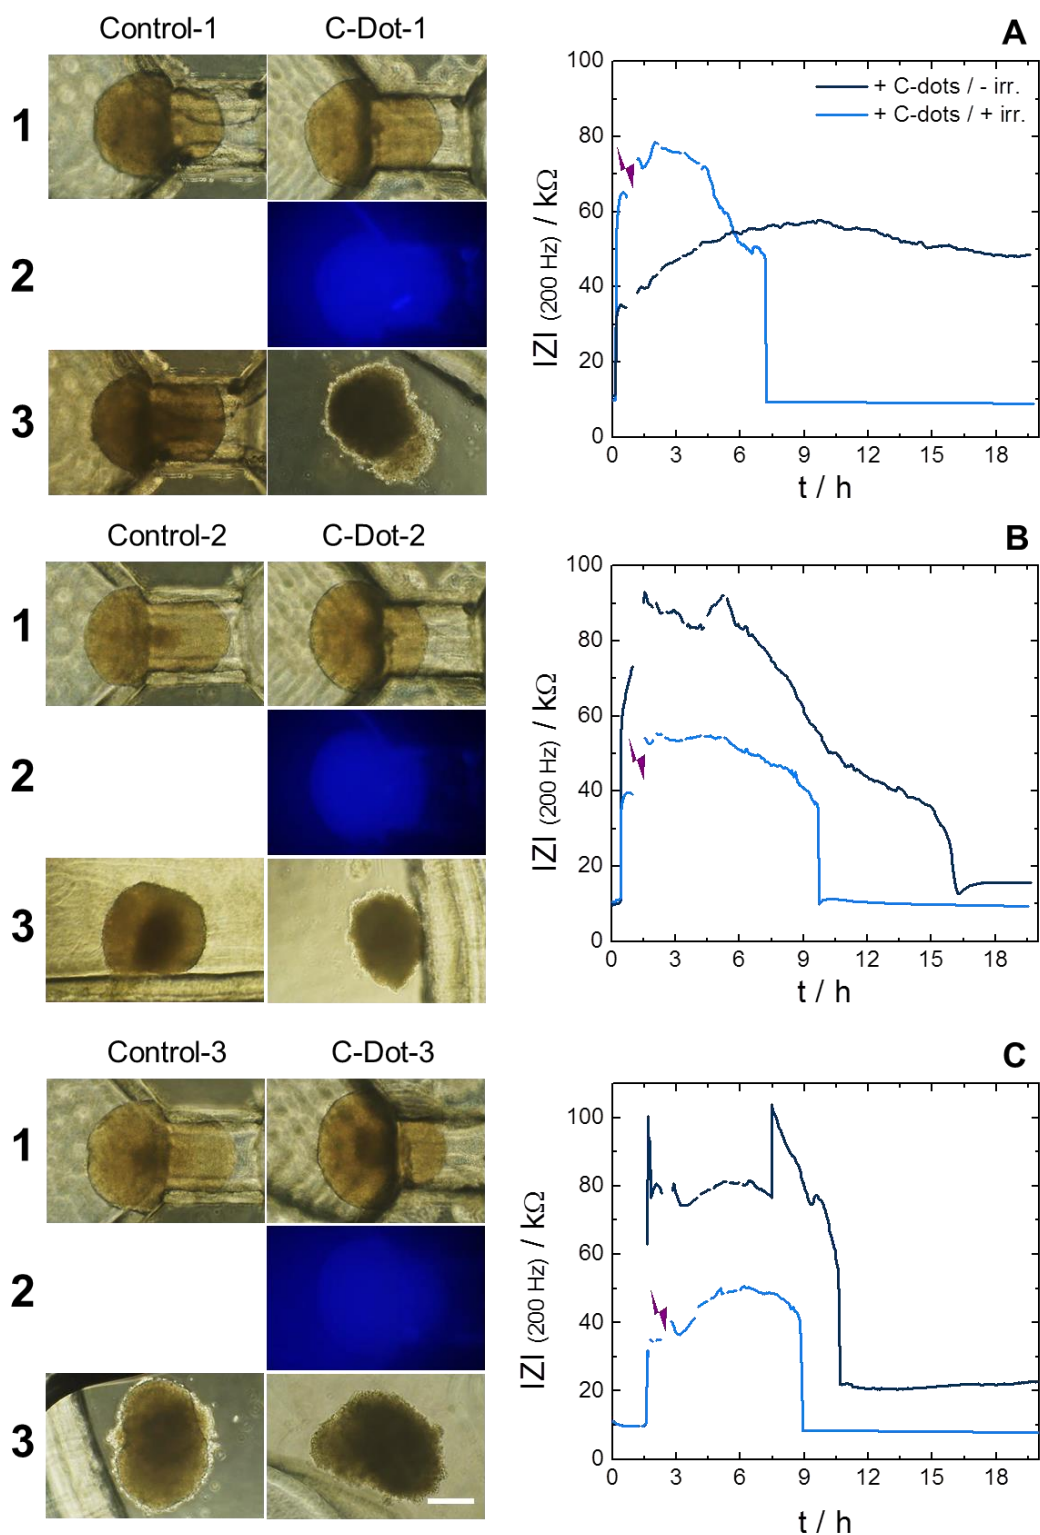 Control-1 C-Dot-1
1
2
3
A
+ C-dots / - irr.
+ C-dots / + irr.
100
80
60
40
20
0
IZI (200 Hz) / kΩ
0 3 6 9 12 15 18
t / h
Control-2 C-Dot-2
1
2
3
B
100
80
60
40
20
0
IZI (200 Hz) / kΩ
0 3 6 9 12 15 18
t / h
Control-3 C-Dot-3
1
2
3
C
100
80
60
40
20
0
IZI (200 Hz) / kΩ
0 3 6 9 12 15 18
t / h